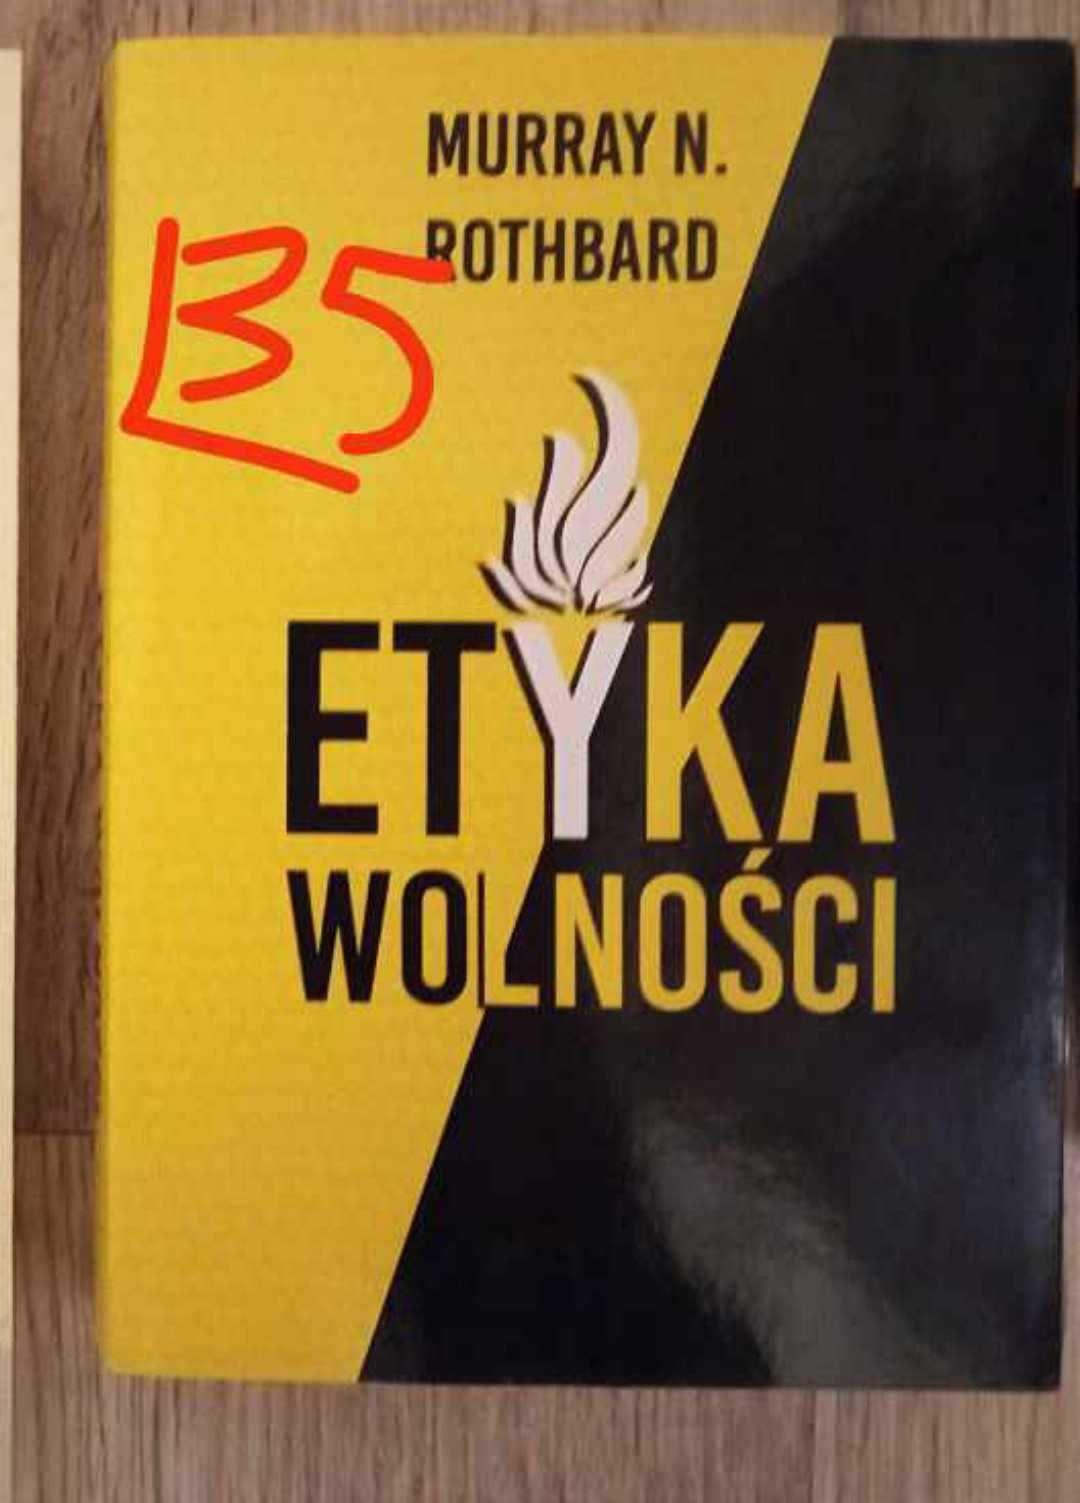 MURRAY N.
ROTHBARD
35
ETYKA
WOLNOŚCI